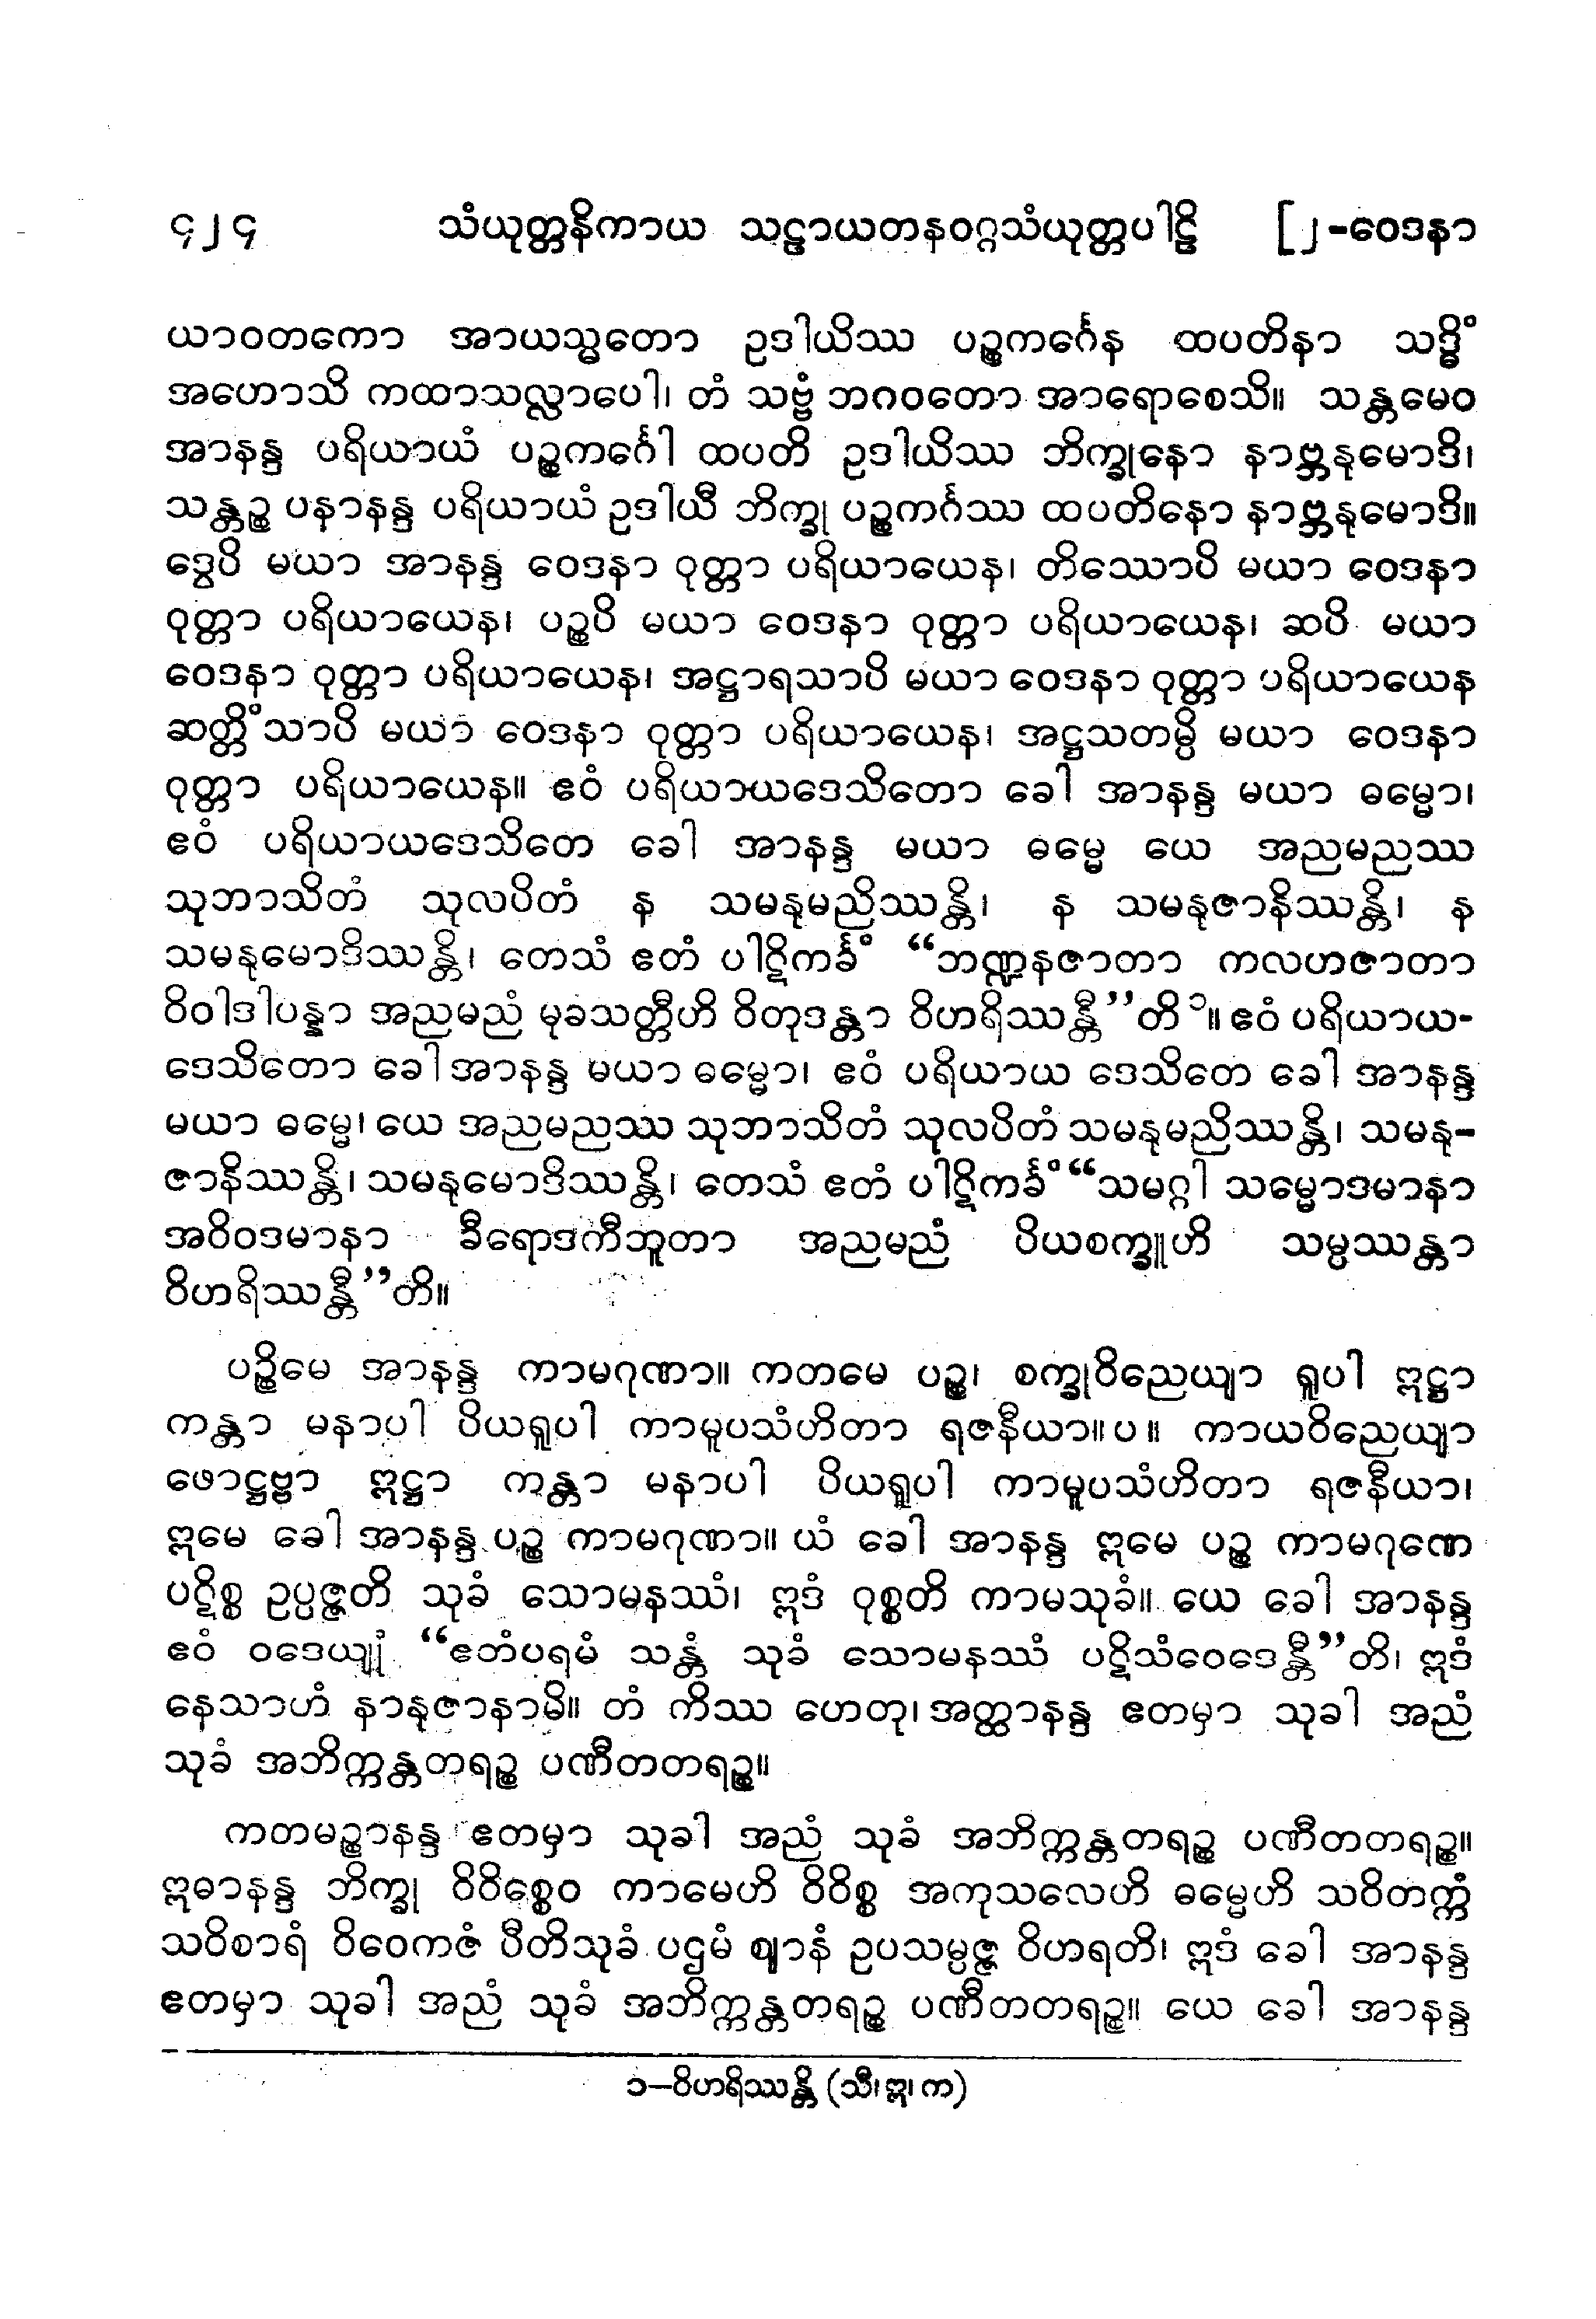 ၄၂၄ သံယုတ္တနိကာယ သဠာယတနဝဂ္ဂသံယုတ္တပါဠိ [၂-ဝေဒနာ
ယာဝတကော အာယသ္မတော ဥဒါယိဿ ပဉ္စကင်္ဂေန ထပတိနာ သဒ္ဓိံ
အဟောသိ ကထာသလ္လာပေါ၊ တံ သဗ္ဗံ ဘဂဝတော အာရောစေသိ။ သန္တမေဝ
အာနန္ဒ ပရိယာယံ ပဉ္စကင်္ဂေါ ထပတိ ဥဒါယိဿ ဘိက္ခုနော နာဗ္ဘနုမောဒိ၊
သန္တဉ္စ ပနာနန္ဒ ပရိယာယံ ဥဒါယီ ဘိက္ခု ပဉ္စကင်္ဂဿ ထပတိနော နာဗ္ဘနုမောဒိ။
ဒွေပိ မယာ အာနန္ဒ ဝေဒနာ ဝုတ္တာ ပရိယာယေန၊ တိဿောပိ မယာ ဝေဒနာ
ဝုတ္တာ ပရိယာယေန၊ ပဉ္စပိ မယာ ဝေဒနာ ဝုတ္တာ ပရိယာယေန၊ ဆပိ မယာ
ဝေဒနာ ဝုတ္တာ ပရိယာယေန၊ အဋ္ဌာရသာပိ မယာ ဝေဒနာ ဝုတ္တာ ပရိယာယေန
ဆတ္တိံသာပိ မယာ ဝေဒနာ ဝုတ္တာ ပရိယာယေန၊ အဋ္ဌသတမ္ပိ မယာ ဝေဒနာ
ဝုတ္တာ ပရိယာယေန။ ဧဝံ ပရိယာယဒေသိတော ခေါ အာနန္ဒ မယာ ဓမ္မော၊
ဧဝံ ပရိယာယဒေသိတေ ခေါ အာနန္ဒ မယာ ဓမ္မေ ယေ အညမညဿ
သုဘာသိတံ သုလပိတံ န သမနုမညိဿန္တိ၊ န သမနုဇာနိဿန္တိ၊ န
သမနုမောဒိဿန္တိ၊ တေသံ ဧတံ ပါဋိကင်္ခံ “ဘဏ္ဍနဇာတာ ကလဟဇာတာ
ဝိဝါဒါပန္နာ အညမညံ မုခသတ္တီဟိ ဝိတုဒန္တာ ဝိဟရိဿန္တီ”တိ၁။ ဧဝံ ပရိယာယ-
ဒေသိတော ခေါ အာနန္ဒ မယာ ဓမ္မော၊ ဧဝံ ပရိယာယ ဒေသိတေ ခေါ အာနန္ဒ
မယာ ဓမ္မေ၊ ယေ အညမညဿ သုဘာသိတံ သုလပိတံ သမနုမညိဿန္တိ၊ သမနု-
ဇာနိဿန္တိ၊ သမနုမောဒိဿန္တိ၊ တေသံ ဧတံ ပါဋိကင်္ခံ “သမဂ္ဂါ သမ္မောဒမာနာ
အဝိဝဒမာနာ ခီရောဒကီဘူတာ အညမညံ ပိယစက္ခူဟိ သမ္ပဿန္တာ
ဝိဟရိဿန္တီ”တိ။
ပဉ္စိမေ အာနန္ဒ ကာမဂုဏာ။ ကတမေ ပဉ္စ၊ စက္ခုဝိညေယျာ ရူပါ ဣဋ္ဌာ
ကန္တာ မနာပါ ပိယရူပါ ကာမူပသံဟိတာ ရဇနီယာ။ပ။ ကာယဝိညေယျာ
ဖောဋ္ဌဗ္ဗာ ဣဋ္ဌာ ကန္တာ မနာပါ ပိယရူပါ ကာမူပသံဟိတာ ရဇနီယာ၊
ဣမေ ခေါ အာနန္ဒ ပဉ္စ ကာမဂုဏာ။ ယံ ခေါ အာနန္ဒ ဣမေ ပဉ္စ ကာမဂုဏေ
ပဋိစ္စ ဥပ္ပဇ္ဇတိ သုခံ သောမနဿံ၊ ဣဒံ ဝုစ္စတိ ကာမသုခံ။ ယေ ခေါ အာနန္ဒ
ဧဝံ ဝဒေယျုံ “ဧတံပရမံ သန္တံ သုခံ သောမနဿံ ပဋိသံဝေဒေန္တီ”တိ၊ ဣဒံ
နေသာဟံ နာနုဇာနာမိ။ တံ ကိဿ ဟေတု၊ အတ္ထာနန္ဒ ဧတမှာ သုခါ အညံ
သုခံ အဘိက္ကန္တတရဉ္စ ပဏီတတရဉ္စ။
ကတမဉ္စာနန္ဒ ဧတမှာ သုခါ အညံ သုခံ အဘိက္ကန္တတရဉ္စ ပဏီတတရဉ္စ။
ဣဓာနန္ဒ ဘိက္ခု ဝိဝိစ္စေဝ ကာမေဟိ ဝိဝိစ္စ အကုသလေဟိ ဓမ္မေဟိ သဝိတက္ကံ
သဝိစာရံ ဝိဝေကဇံ ပီတိသုခံ ပဌမံ ဈာနံ ဥပသမ္ပဇ္ဇ ဝိဟရတိ၊ ဣဒံ ခေါ အာနန္ဒ
ဧတမှာ သုခါ အညံ သုခံ အဘိက္ကန္တတရဉ္စ ပဏီတတရဉ္စ။ ယေ ခေါ အာနန္ဒ
၁–ဝိဟရိဿန္တိ (သီ၊ ဣ၊ က)